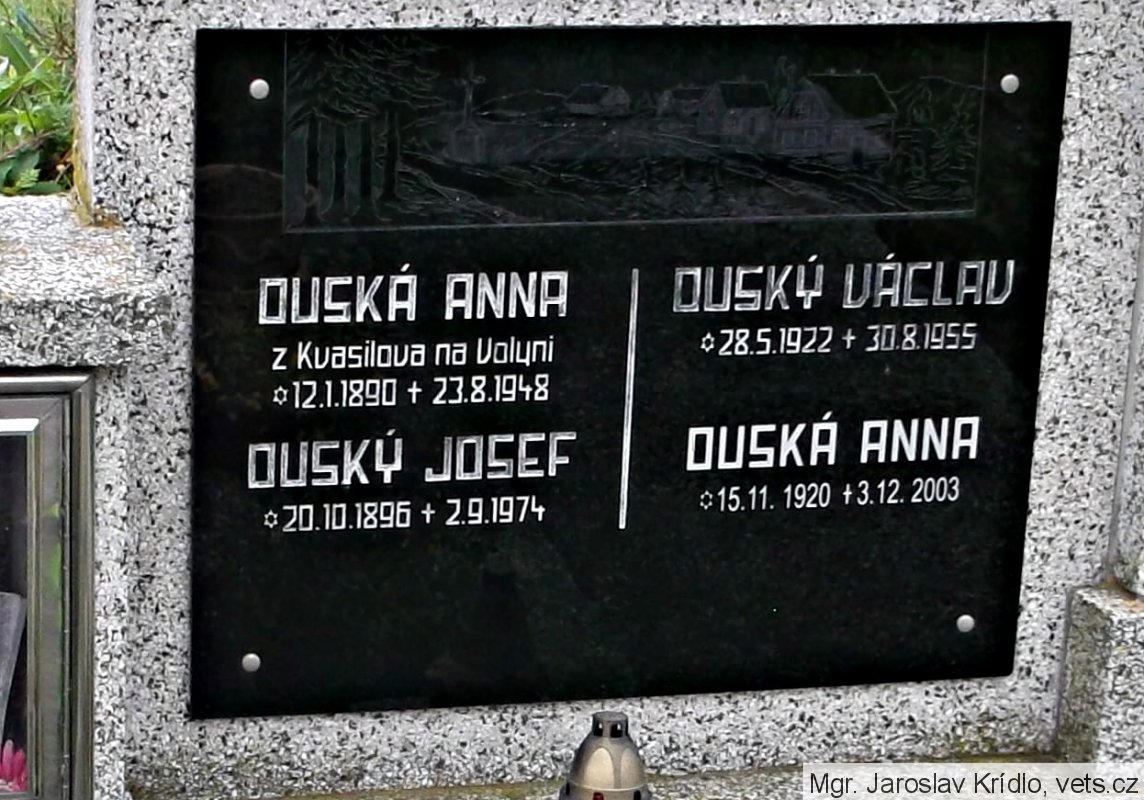 OUSKÁ ANNA
z Kvasilova na Volyni
✡12.1.1890 + 23.8.1948
OUSKÝ JOSEF
✡20.10.1896 + 2.9.1974
OUSKÝ VÁCLAV
✡28.5.1922 + 30.8.1955
OUSKÁ ANNA
✡15.11. 1920 +3.12. 2003
Mgr. Jaroslav Krídlo, vets.cz